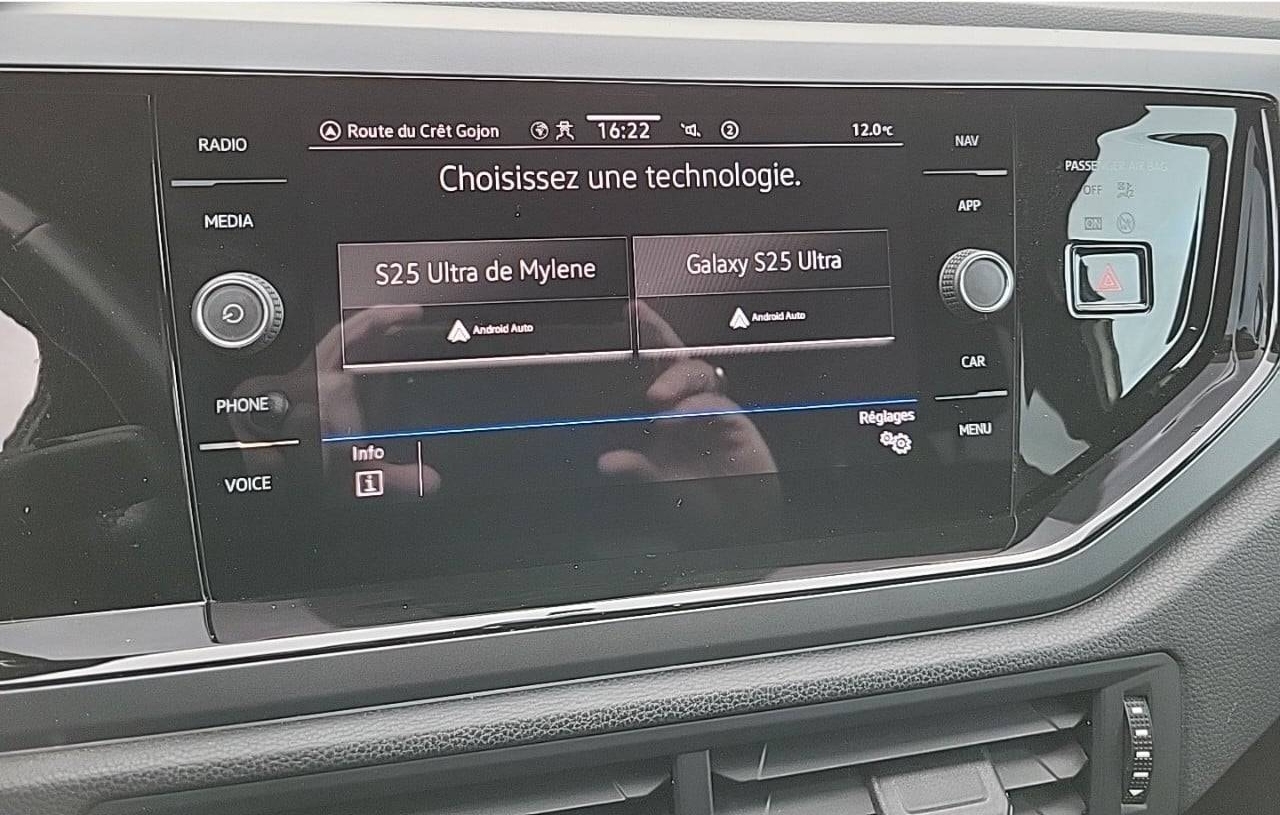 RADIO
MEDIA
PHONE
VOICE
Route du Crêt Gojon 16:22 2 12.0°C
Choisissez une technologie.
S25 Ultra de Mylene
Android Auto
Galaxy S25 Ultra
Android Auto
Info
i
Réglages
NAV
APP
CAR
MENU
PASSENGER AIR BAG
OFF
ON